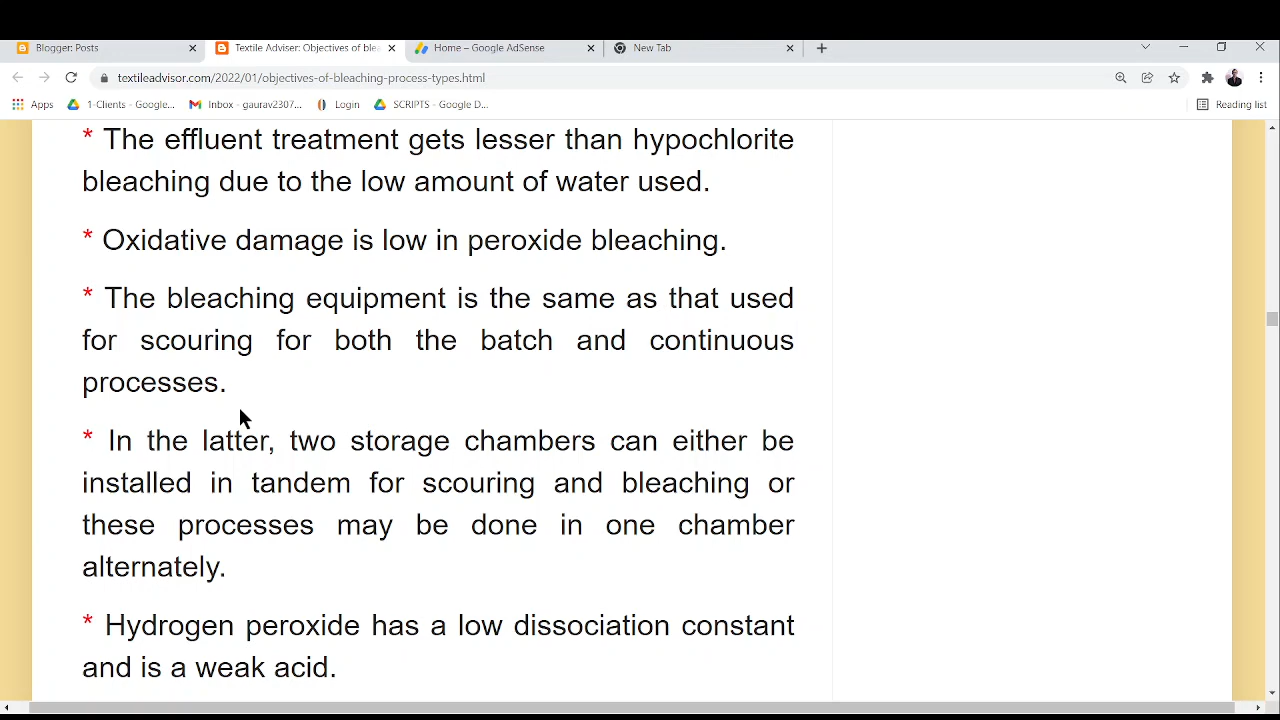 Blogger: Posts
Textile Adviser: Objectives of ble
Home – Google AdSense
New Tab
textileadvisor.com/2022/01/objectives-of-bleaching-process-types.html
Apps
1-Clients - Google...
Inbox - gaurav2307...
Login
SCRIPTS - Google D...
Reading list
* The effluent treatment gets lesser than hypochlorite
bleaching due to the low amount of water used.
* Oxidative damage is low in peroxide bleaching.
* The bleaching equipment is the same as that used
for scouring for both the batch and continuous
processes.
* In the latter, two storage chambers can either be
installed in tandem for scouring and bleaching or
these processes may be done in one chamber
alternately.
* Hydrogen peroxide has a low dissociation constant
and is a weak acid.